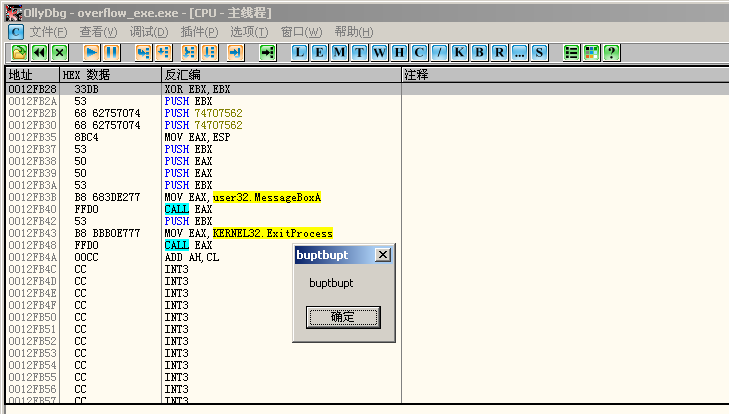 OllyDbg - overflow_exe.exe - [CPU - 主线程]
C 文件(F) 查看(V) 调试(D) 插件(P) 选项(T) 窗口(W) 帮助(H)
L E M T W H C / K B R ... S ?
地址 HEX 数据 反汇编 注释
0012FB28 33DB XOR EBX,EBX
0012FB2A 53 PUSH EBX
0012FB2B 68 62757074 PUSH 74707562
0012FB30 68 62757074 PUSH 74707562
0012FB35 8BC4 MOV EAX,ESP
0012FB37 53 PUSH EBX
0012FB38 50 PUSH EAX
0012FB39 50 PUSH EAX
0012FB3A 53 PUSH EBX
0012FB3B B8 683DE277 MOV EAX,user32.MessageBoxA
0012FB40 FFD0 CALL EAX
0012FB42 53 PUSH EBX
0012FB43 B8 BBB0E777 MOV EAX,KERNEL32.ExitProcess
0012FB48 FFD0 CALL EAX
0012FB4A 00CC ADD AH,CL
0012FB4C CC INT3
0012FB4D CC INT3
0012FB4E CC INT3
0012FB4F CC INT3
0012FB50 CC INT3
0012FB51 CC INT3
0012FB52 CC INT3
0012FB53 CC INT3
0012FB54 CC INT3
0012FB55 CC INT3
0012FB56 CC INT3
0012FB57 CC INT3
buptbupt
buptbupt
确定